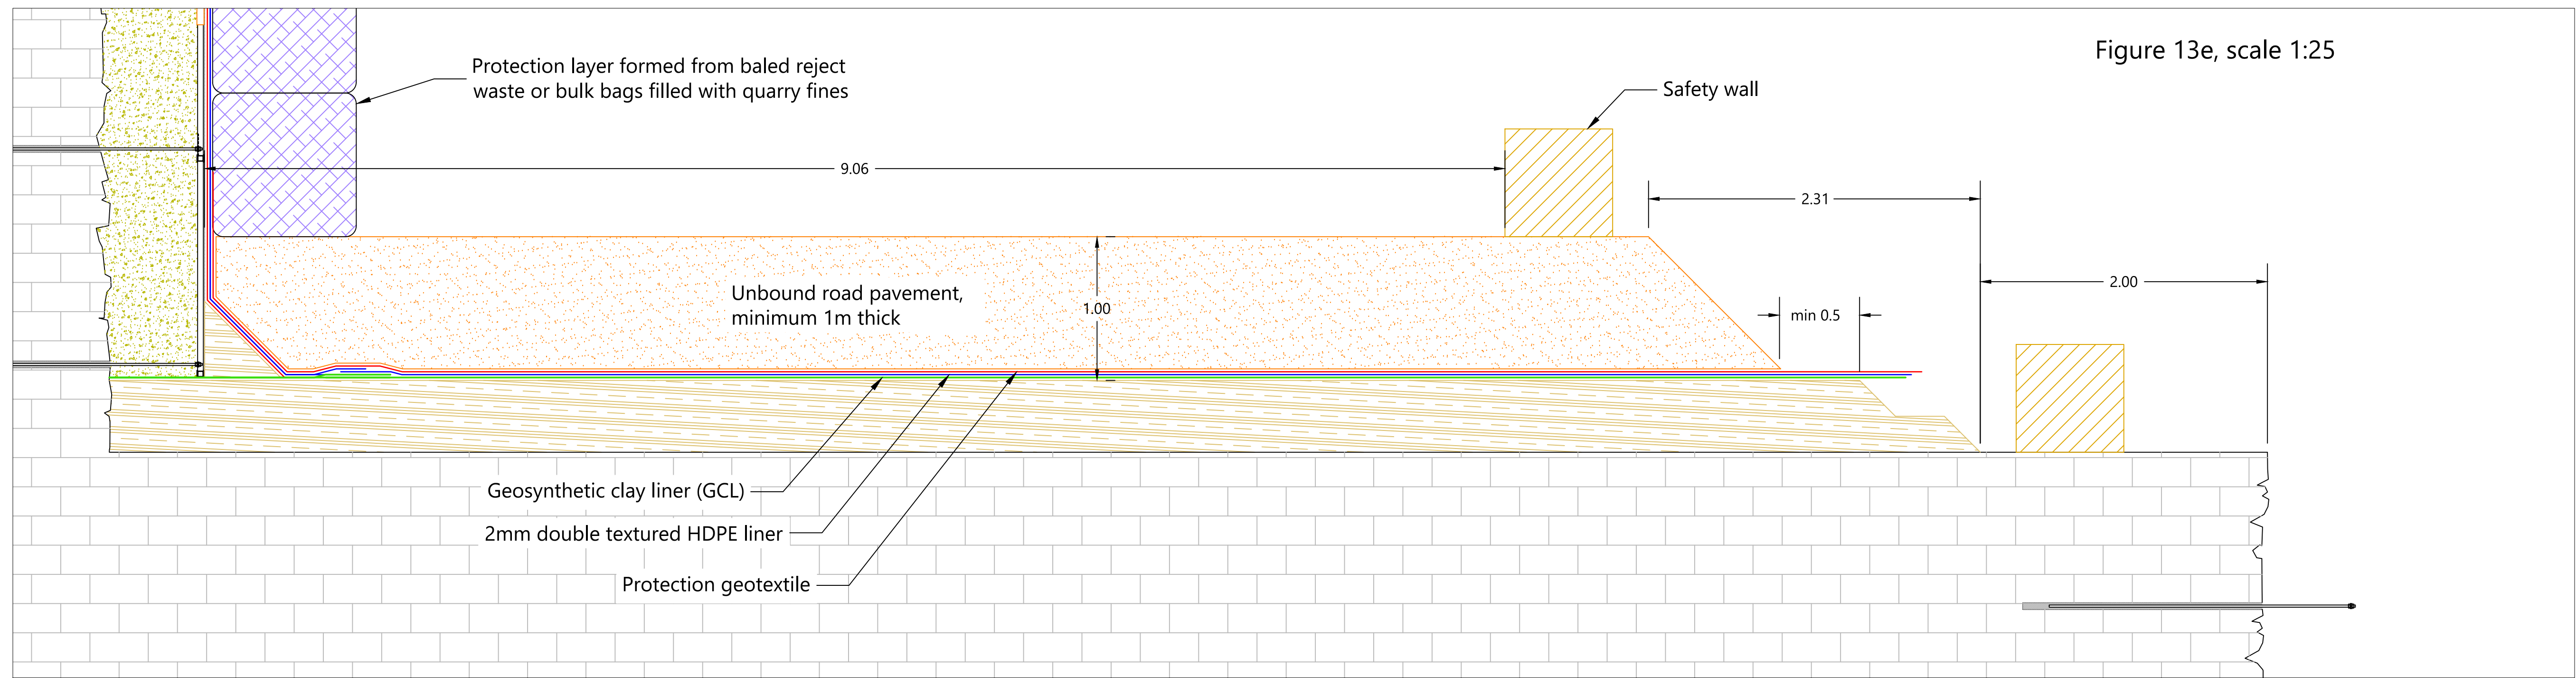 Figure 13e, scale 1:25
Protection layer formed from baled reject
waste or bulk bags filled with quarry fines
Safety wall
9.06
2.31
2.00
Unbound road pavement,
minimum 1m thick
1.00
min 0.5
Geosynthetic clay liner (GCL)
2mm double textured HDPE liner
Protection geotextile